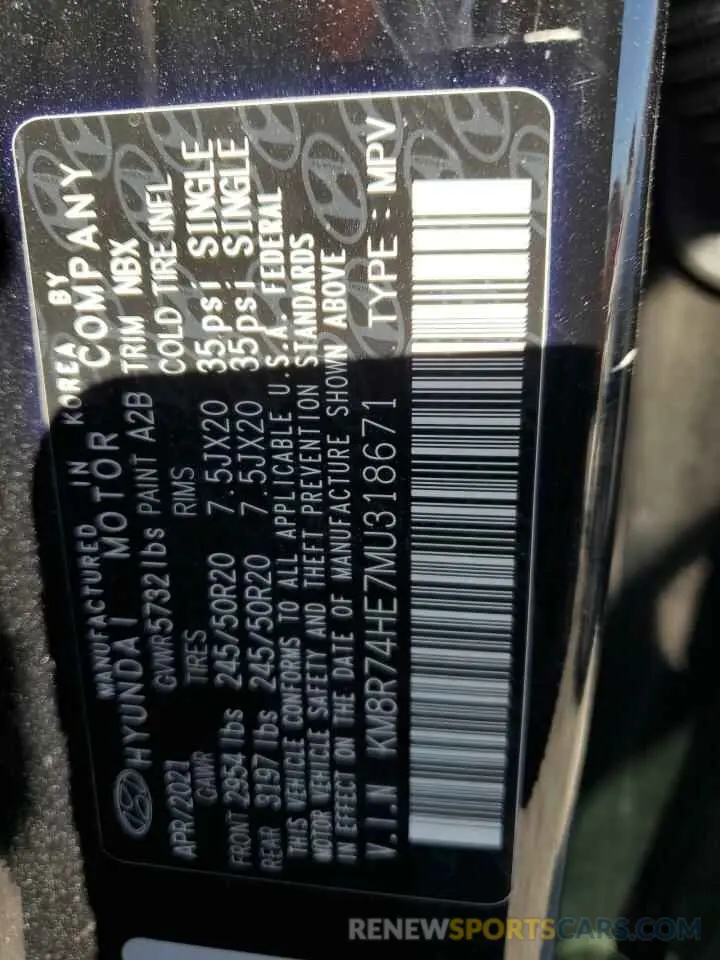 MANUFACTURED IN KOREA BY
HYUNDAI MOTOR COMPANY
GVWR 5732 lbs PAINT A2B TRIM NBX
APR/2021 TIRES RIMS COLD TIRE INFL
GAWR
FRONT 2954 lbs 245/50R20 7.5JX20 35psi SINGLE
REAR 3197 lbs 245/50R20 7.5JX20 35psi SINGLE
THIS VEHICLE CONFORMS TO ALL APPLICABLE U.S.A. FEDERAL
MOTOR VEHICLE SAFETY AND THEFT PREVENTION STANDARDS
IN EFFECT ON THE DATE OF MANUFACTURE SHOWN ABOVE
V.I.N KM8R74HE7MU318671 TYPE : MPV
RENEWSPORTSCARS.COM